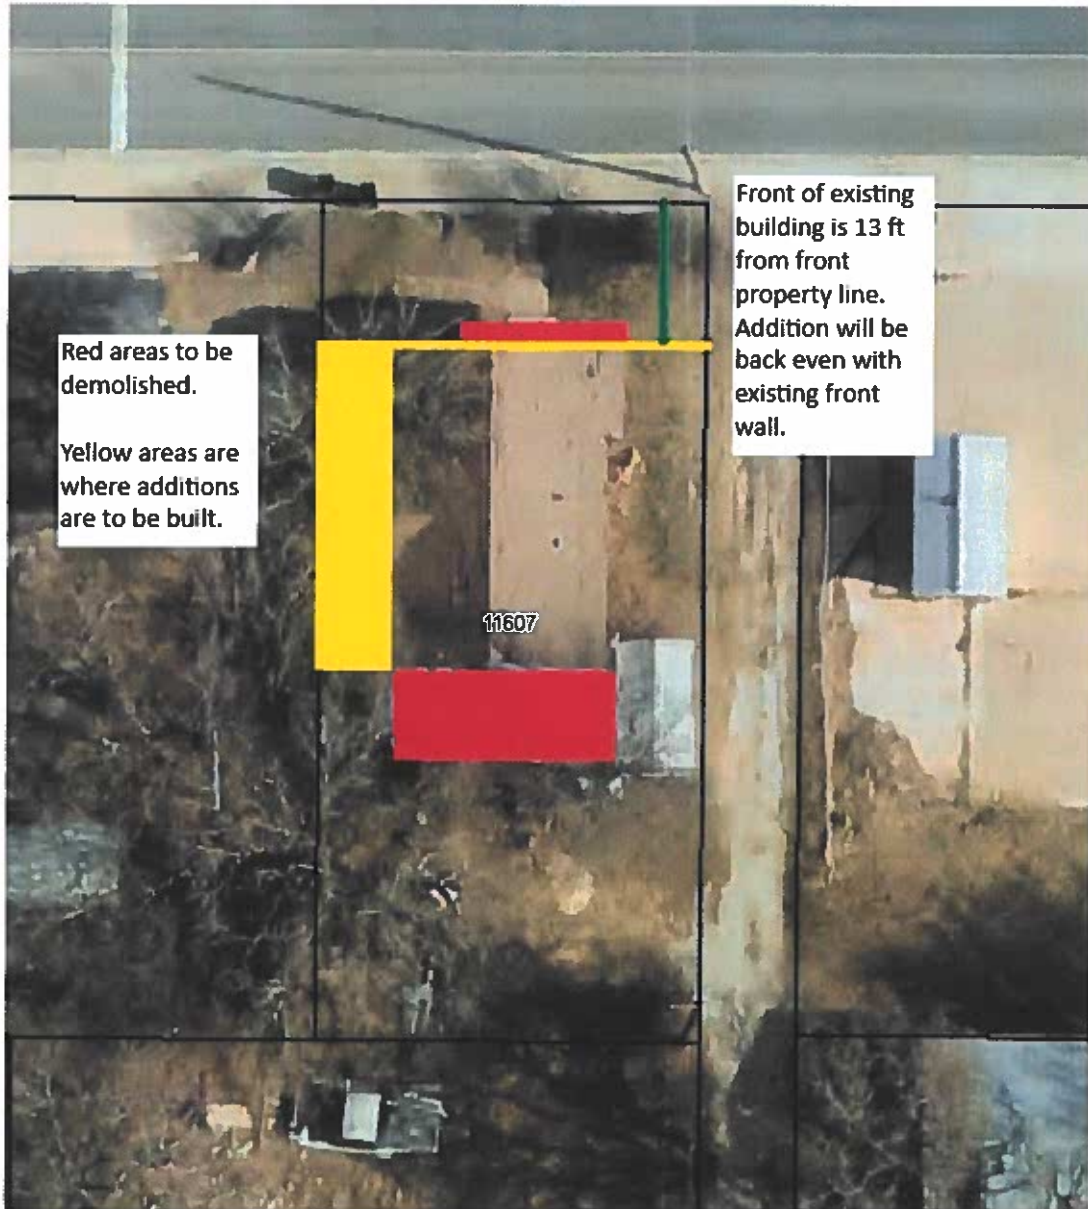 Front of existing
building is 13 ft
from front
property line.
Addition will be
back even with
existing front
wall.
Red areas to be
demolished.
Yellow areas are
where additions
are to be built.
11607